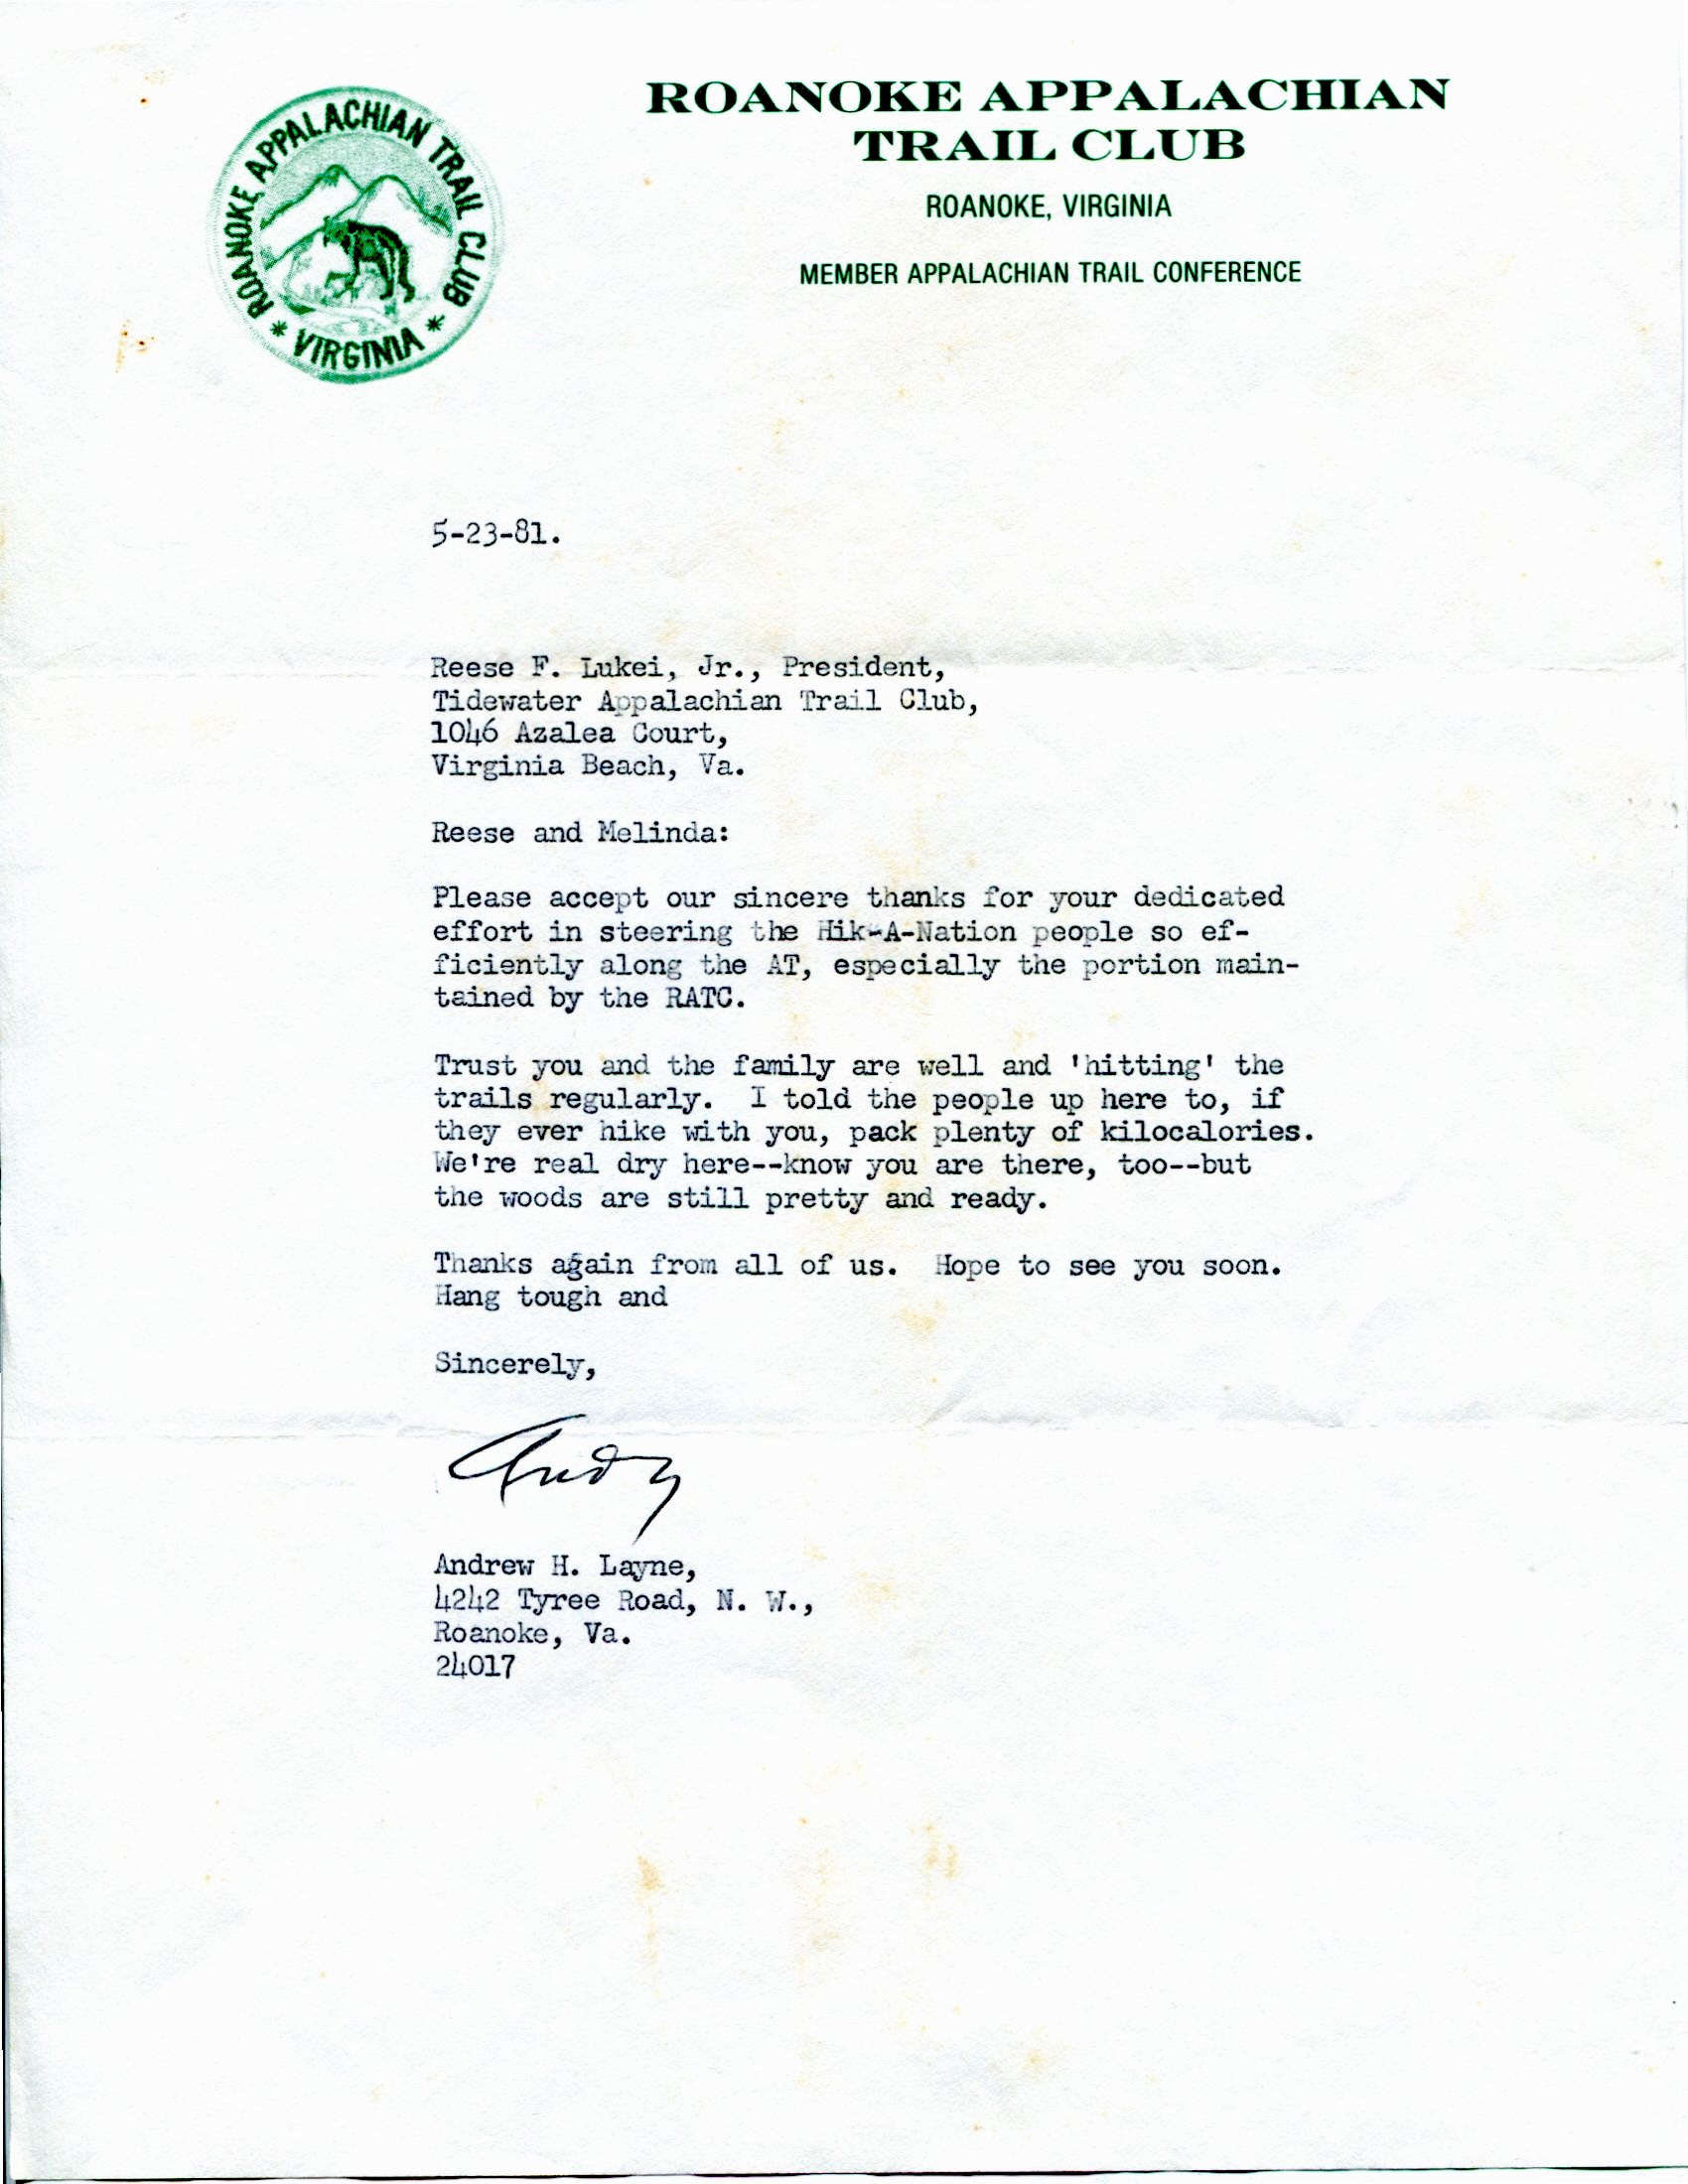 ROANOKE APPALACHIAN TRAIL CLUB
* VIRGINIA *
ROANOKE APPALACHIAN
TRAIL CLUB
ROANOKE, VIRGINIA
MEMBER APPALACHIAN TRAIL CONFERENCE
5-23-81.
Reese F. Lukei, Jr., President,
Tidewater Appalachian Trail Club,
1046 Azalea Court,
Virginia Beach, Va.
Reese and Melinda:
Please accept our sincere thanks for your dedicated
effort in steering the Hik-A-Nation people so ef-
ficiently along the AT, especially the portion main-
tained by the RATC.
Trust you and the family are well and 'hitting' the
trails regularly.  I told the people up here to, if
they ever hike with you, pack plenty of kilocalories.
We're real dry here--know you are there, too--but
the woods are still pretty and ready.
Thanks again from all of us.  Hope to see you soon.
Hang tough and
Sincerely,
Andy
Andrew H. Layne,
4242 Tyree Road, N. W.,
Roanoke, Va.
24017